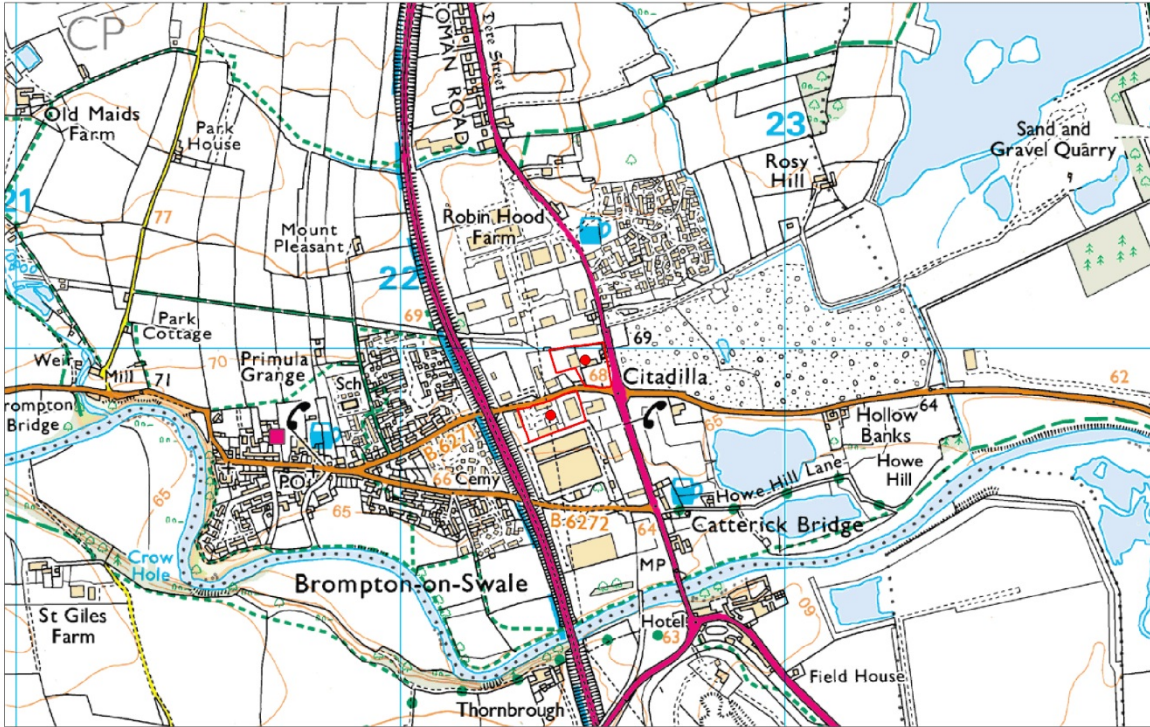 CP
ROMAN ROAD
Dere Street
Old Maids
Farm
Park
House
23
Sand and
Gravel Quarry
Rosy
Hill
21
77
Mount
Pleasant
Robin Hood
Farm
22
69
Park
Cottage
69
Weir
Mill
71
70
Primula
Grange
Sch
68
Citadilla
62
64
rompton
Bridge
B 6271
65
Hollow
Banks
PO
66
Cemy
Howe Hill Lane
Howe
Hill
65
65
B 6272
64
Catterick Bridge
Crow
Hole
Brompton-on-Swale
MP
60
St Giles
Farm
Hotel
63
Field House
Thornbrough